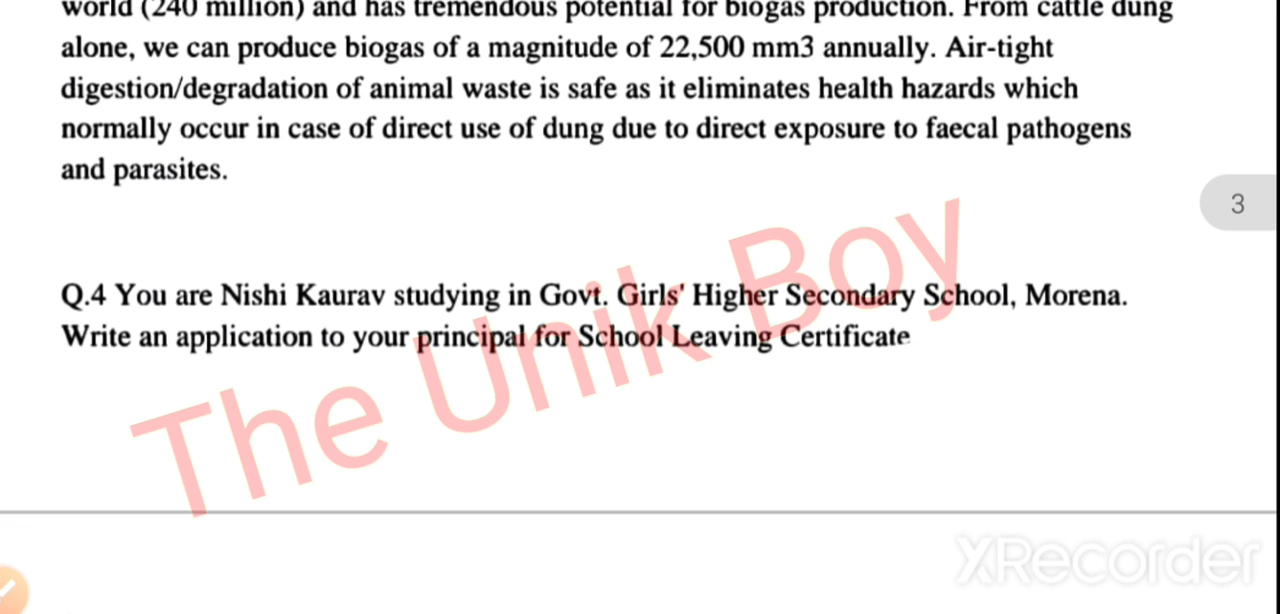 world (240 million) and has tremendous potential for biogas production. From cattle dung
alone, we can produce biogas of a magnitude of 22,500 mm3 annually. Air-tight
digestion/degradation of animal waste is safe as it eliminates health hazards which
normally occur in case of direct use of dung due to direct exposure to faecal pathogens
and parasites.
3
Q.4 You are Nishi Kaurav studying in Govt. Girls' Higher Secondary School, Morena.
Write an application to your principal for School Leaving Certificate
The Unik Boy
XRecorder